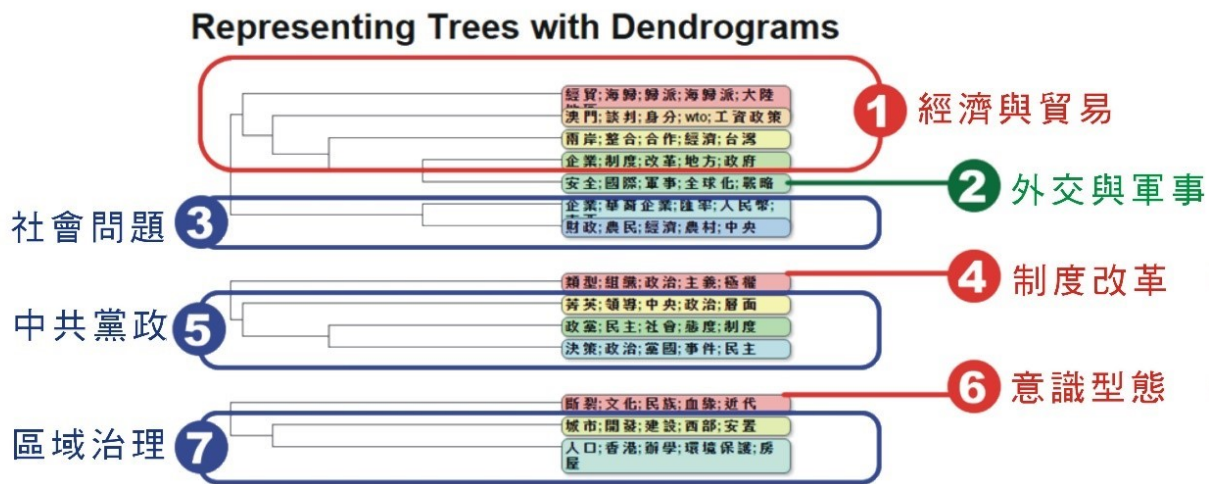 Representing Trees with Dendrograms
經貿;海歸;歸派;海歸派;大陸
澳門;談判;身分;wto;工資政策
兩岸;整合;合作;經濟;台灣
企業;制度;改革;地方;政府
1 經濟與貿易
安全;國際;軍事;全球化;戰略
2 外交與軍事
企業;華裔企業;匯率;人民幣;
財政;農民;經濟;農村;中央
社會問題 3
類型;組織;政治;主義;極權
4 制度改革
菁英;領導;中央;政治;層面
政黨;民主;社會;態度;制度
決策;政治;黨國;事件;民主
中共黨政 5
斷裂;文化;民族;血緣;近代
6 意識型態
城市;開發;建設;西部;安置
人口;香港;辦學;環境保護;房
屋
區域治理 7